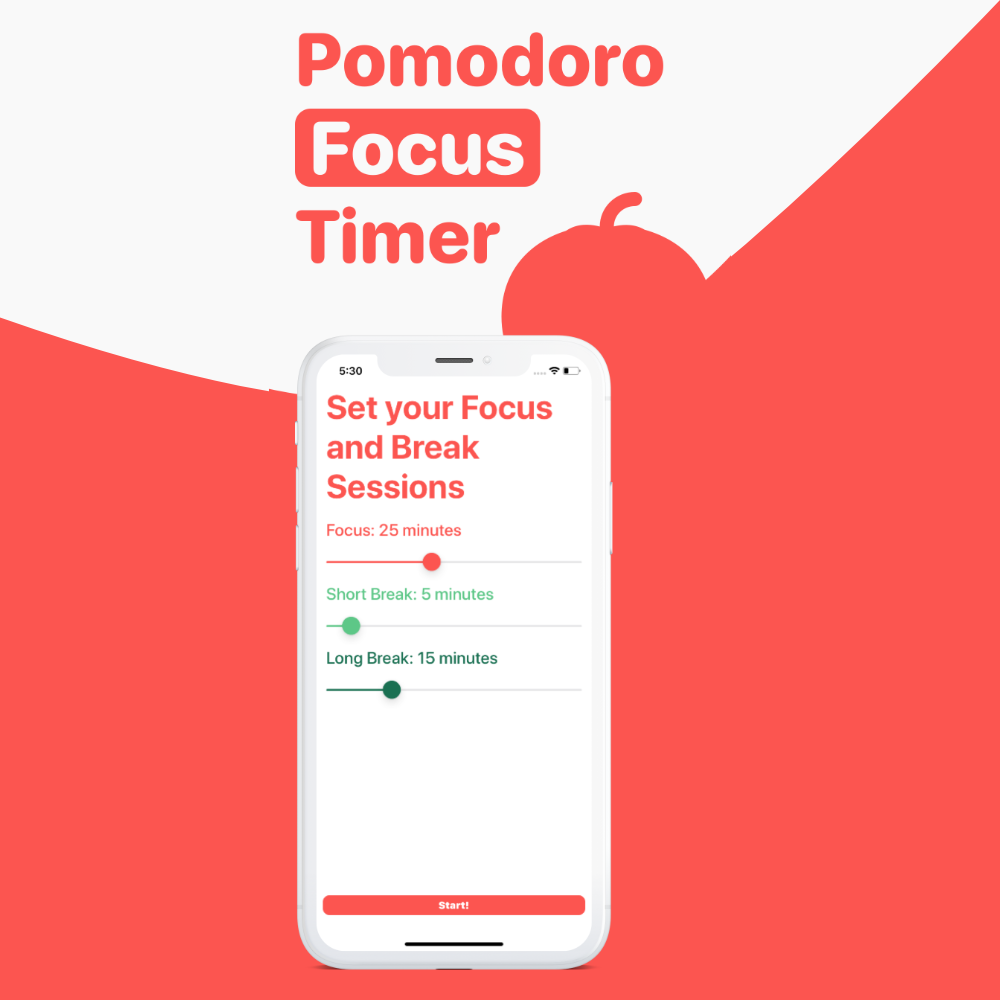 Pomodoro
Focus
Timer
5:30
Set your Focus
and Break
Sessions
Focus: 25 minutes
Short Break: 5 minutes
Long Break: 15 minutes
Start!